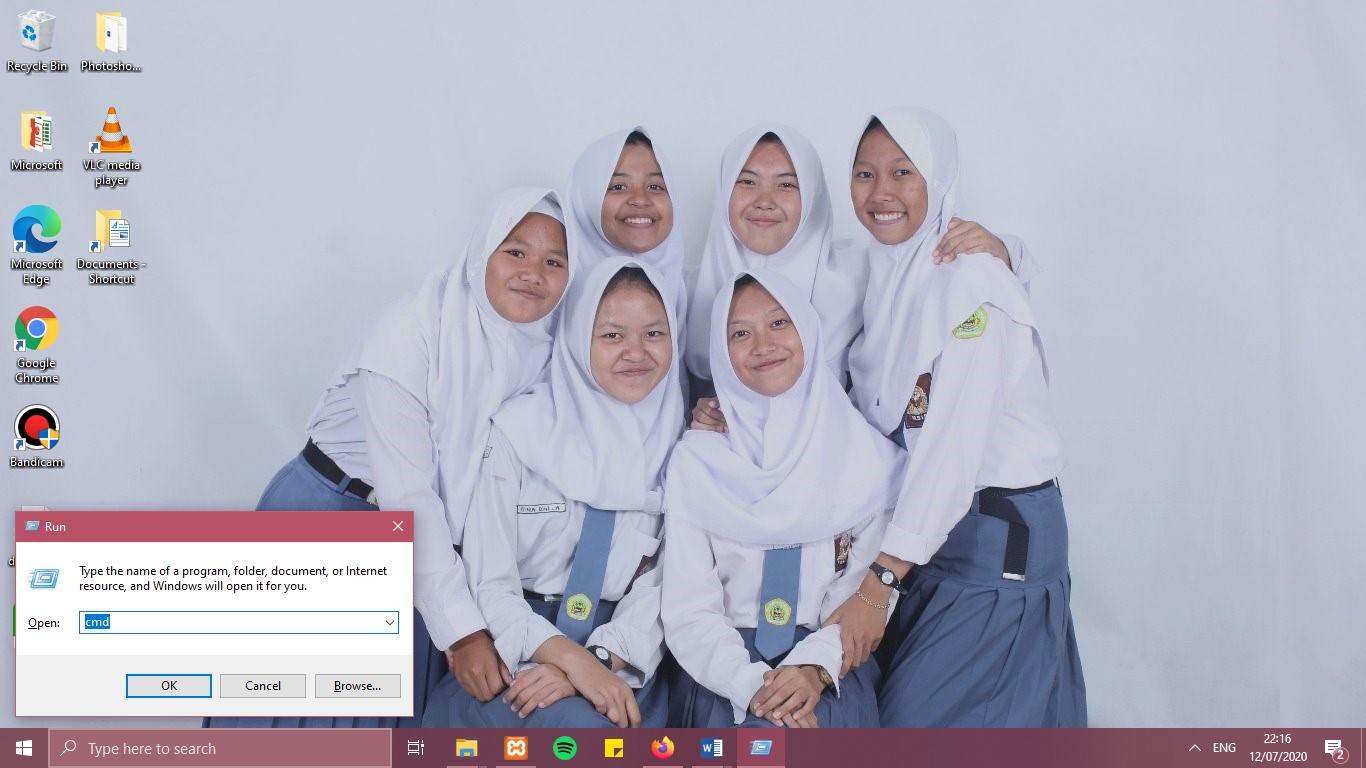 Recycle Bin
Photosho...
Microsoft
VLC media
player
Microsoft
Edge
Documents -
Shortcut
Google
Chrome
Bandicam
Run
Type the name of a program, folder, document, or Internet
resource, and Windows will open it for you.
Open:
cmd
OK
Cancel
Browse...
Type here to search
ENG
22:16
12/07/2020
2